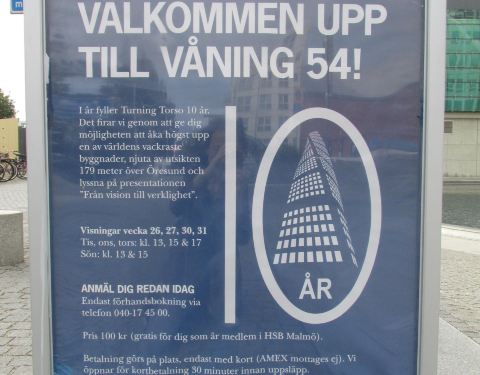 m
VÄLKOMMEN UPP
TILL VÅNING 54!
I år fyller Turning Torso 10 år.
Det firar vi genom att ge dig
möjligheten att åka högst upp
en av världens vackraste
byggnader, njuta av utsikten
179 meter över Öresund och
lyssna på presentationen
"Från vision till verklighet".
Visningar vecka 26, 27, 30, 31
Tis, ons, tors: kl. 13, 15 & 17
Sön: kl. 13 & 15
ANMÄL DIG REDAN IDAG
Endast förhandsbokning via
telefon 040-17 45 00.
10
ÅR
Pris 100 kr (gratis för dig som är medlem i HSB Malmö).
Betalning görs på plats, endast med kort (AMEX mottages ej). Vi
öppnar för kortbetalning 30 minuter innan uppsläpp.